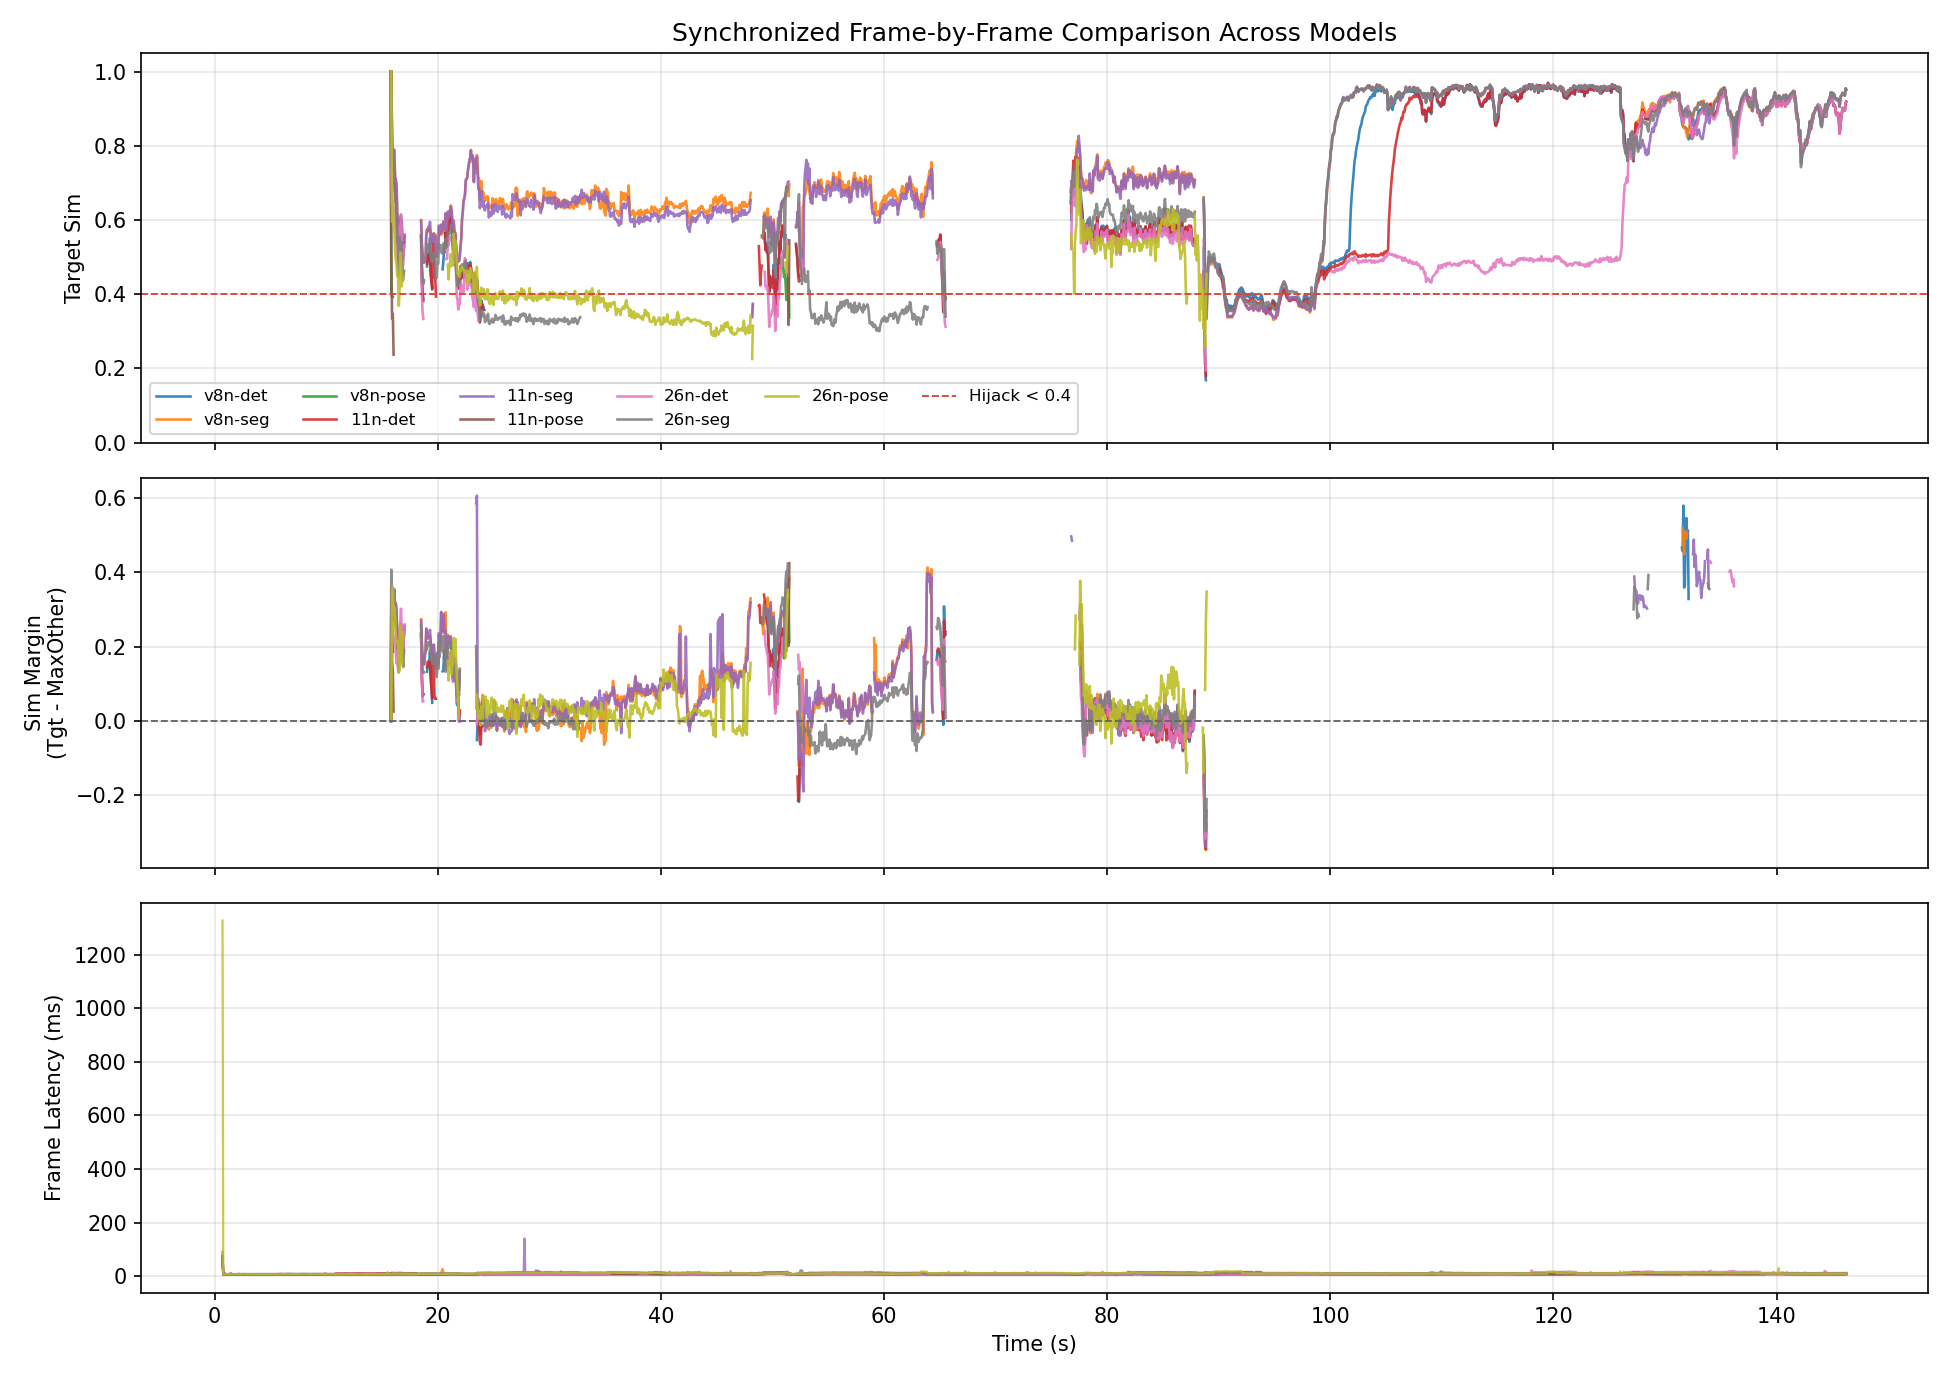 Synchronized Frame-by-Frame Comparison Across Models
1.0
0.8
0.6
0.4
0.2
0.0
Target Sim
v8n-det v8n-pose 11n-seg 26n-det 26n-pose Hijack < 0.4
v8n-seg 11n-det 11n-pose 26n-seg
0.6
0.4
0.2
0.0
−0.2
Sim Margin
(Tgt - MaxOther)
1200
1000
800
600
400
200
0
Frame Latency (ms)
0 20 40 60 80 100 120 140
Time (s)